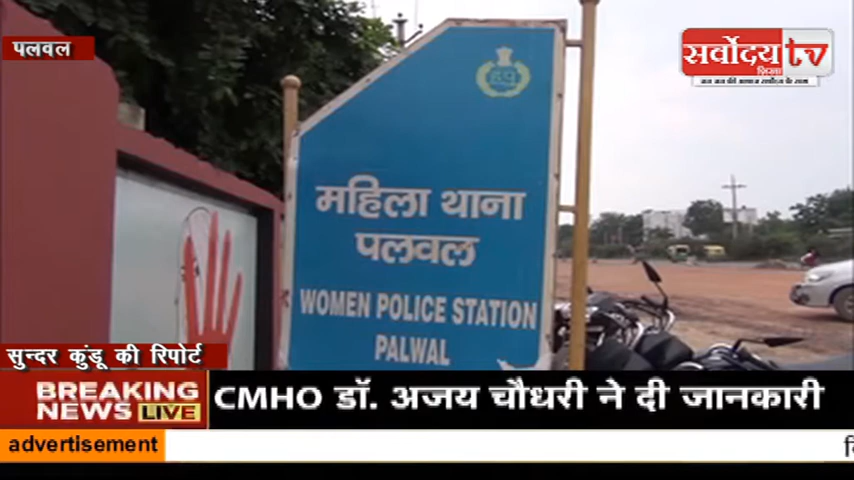 पलवल
सर्वोदय tv
शिखा
महिला थाना
पलवल
WOMEN POLICE STATION
PALWAL
सुन्दर कुंडू की रिपोर्ट
BREAKING
NEWS LIVE
CMHO डॉ. अजय चौधरी ने दी जानकारी
advertisement